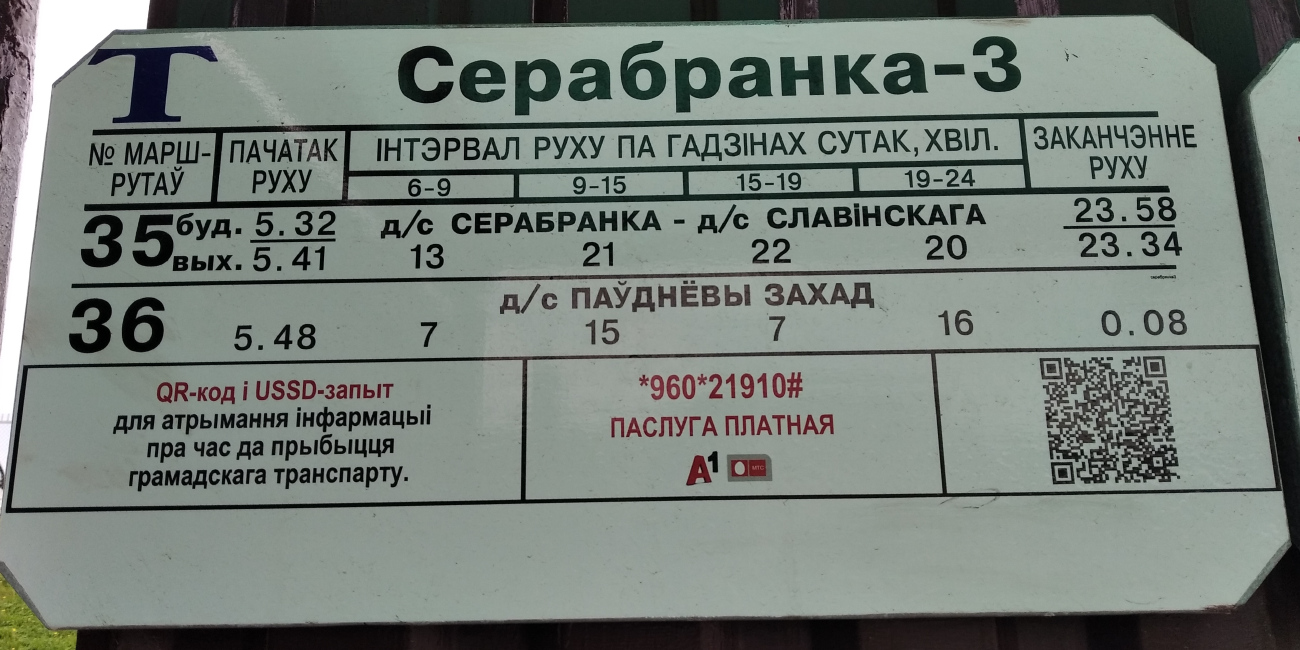 Т Серабранка-3
№ МАРШ-
РУТАЎ
ПАЧАТАК
РУХУ
ІНТЭРВАЛ РУХУ ПА ГАДЗІНАХ СУТАК, ХВІЛ.
6-9 9-15 15-19 19-24
ЗАКАНЧЭННЕ
РУХУ
35 буд. 5.32 д/с СЕРАБРАНКА - д/с СЛАВіНСКАГА 23.58
вых. 5.41 13 21 22 20 23.34
д/с ПАЎДНЁВЫ ЗАХАД
36 5.48 7 15 7 16 0.08
QR-код і USSD-запыт
для атрымання інфармацыі
пра час да прыбыцця
грамадскага транспарту.
*960*21910#
ПАСЛУГА ПЛАТНАЯ
A1 МТС